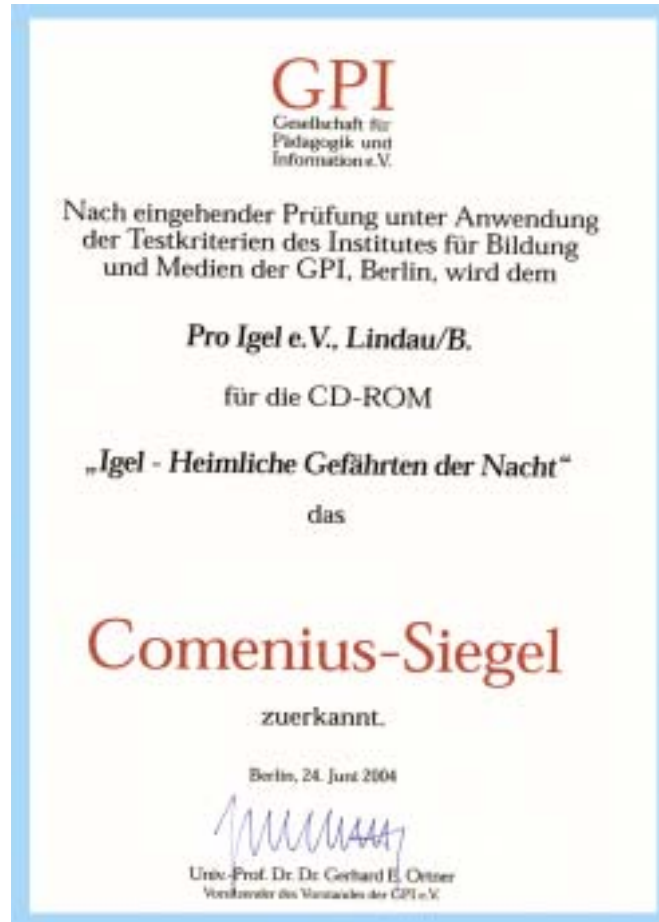 GPI
Gesellschaft für
Pädagogik und
Information e.V.
Nach eingehender Prüfung unter Anwendung
der Testkriterien des Institutes für Bildung
und Medien der GPI, Berlin, wird dem
Pro Igel e.V., Lindau/B.
für die CD-ROM
„Igel - Heimliche Gefährten der Nacht“
das
Comenius-Siegel
zuerkannt.
Berlin, 24. Juni 2004
Univ.-Prof. Dr. Dr. Gerhard E. Ortner
Vorsitzender des Vorstandes der GPI e.V.